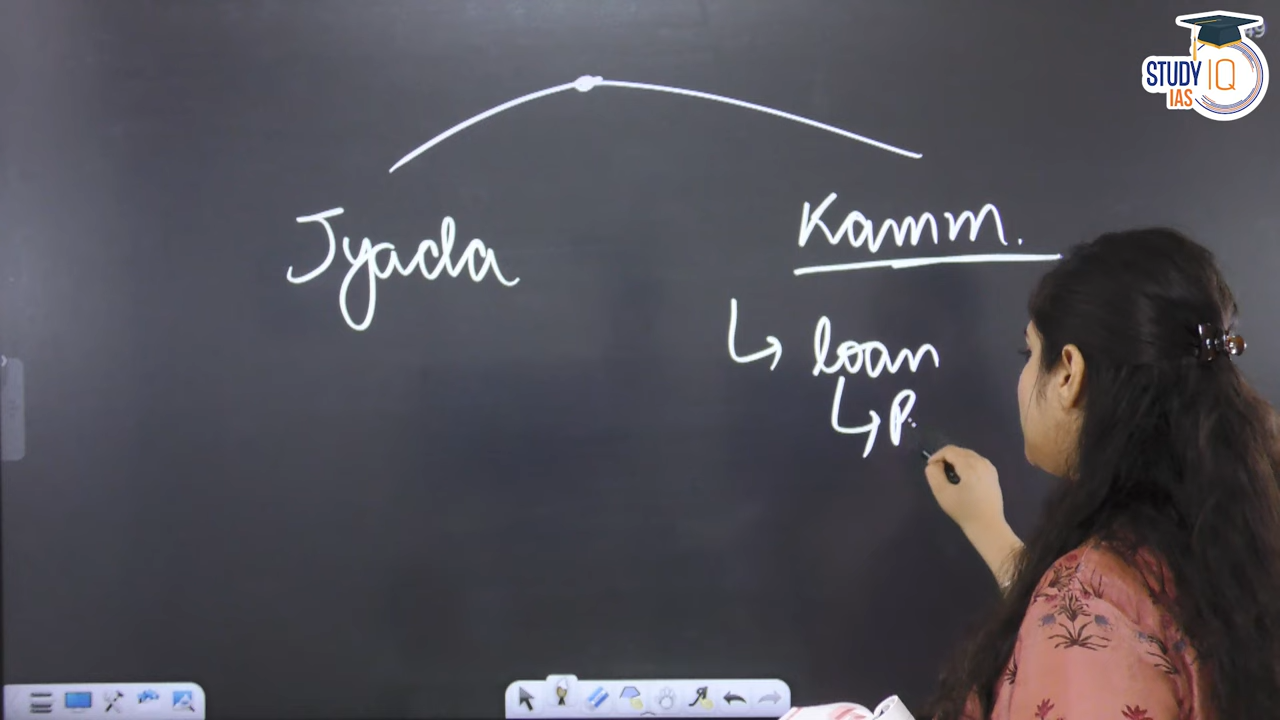 STUDY IQ
IAS
Jyada
Kamm.
↳ loan
↳ P